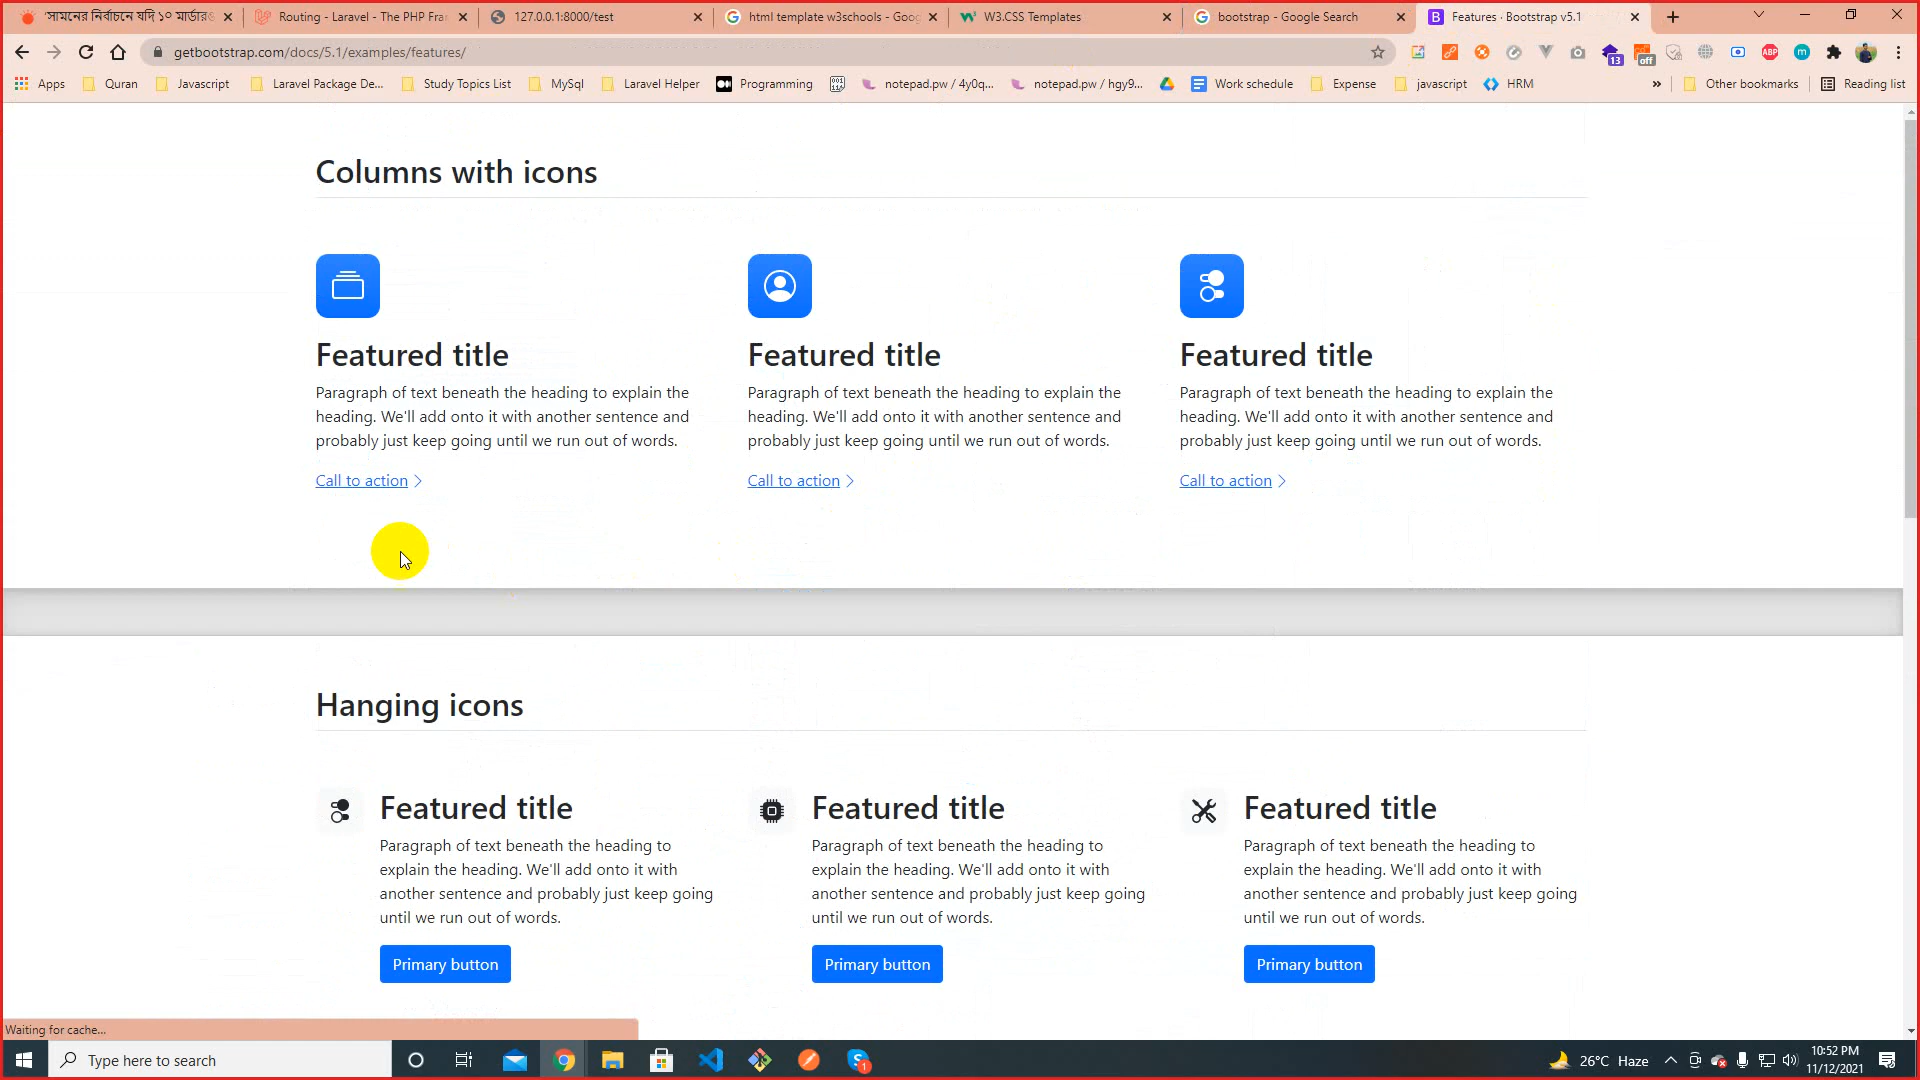 'সামনের নির্বাচনে যদি ১০ মার্ডারও
Routing - Laravel - The PHP Fra
127.0.0.1:8000/test
html template w3schools - Goo
W3.CSS Templates
bootstrap - Google Search
Features · Bootstrap v5.1
getbootstrap.com/docs/5.1/examples/features/
13
off
ABP
m
Apps
Quran
Javascript
Laravel Package De...
Study Topics List
MySql
Laravel Helper
Programming
notepad.pw / 4y0q...
notepad.pw / hgy9...
Work schedule
Expense
javascript
HRM
»
Other bookmarks
Reading list
Columns with icons
Featured title
Paragraph of text beneath the heading to explain the
heading. We'll add onto it with another sentence and
probably just keep going until we run out of words.
Call to action
Featured title
Paragraph of text beneath the heading to explain the
heading. We'll add onto it with another sentence and
probably just keep going until we run out of words.
Call to action
Featured title
Paragraph of text beneath the heading to explain the
heading. We'll add onto it with another sentence and
probably just keep going until we run out of words.
Call to action
Hanging icons
Featured title
Paragraph of text beneath the heading to
explain the heading. We'll add onto it with
another sentence and probably just keep going
until we run out of words.
Primary button
Featured title
Paragraph of text beneath the heading to
explain the heading. We'll add onto it with
another sentence and probably just keep going
until we run out of words.
Primary button
Featured title
Paragraph of text beneath the heading to
explain the heading. We'll add onto it with
another sentence and probably just keep going
until we run out of words.
Primary button
Waiting for cache...
Type here to search
1
26°C Haze
10:52 PM
11/12/2021